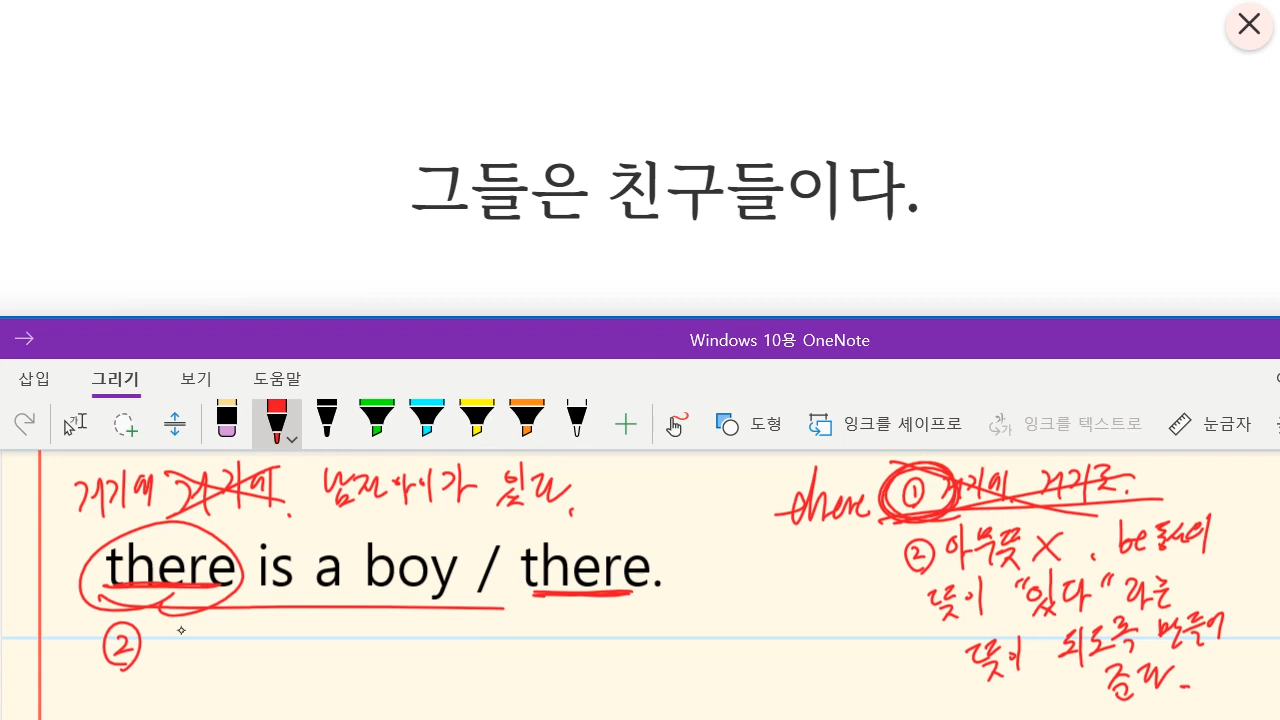 그들은 친구들이다.
Windows 10용 OneNote
삽입 그리기 보기 도움말
도형 잉크를 셰이프로 잉크를 텍스트로 눈금자
거기에 거기에 남자아이가 있다.
there is a boy / there.
②
there ① 거기에. 거기로.
② 아무뜻 X. be동사의
뜻이 "있다"라는
뜻이 되도록 만들어
준다.